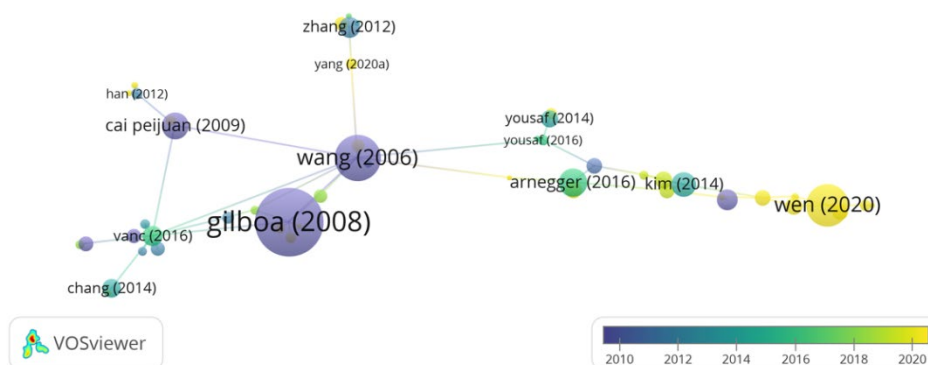 zhang (2012)
yang (2020a)
han (2012)
cai peijuan (2009)
yousaf (2014)
yousaf (2016)
wang (2006)
arnegger (2016)
kim (2014)
wen (2020)
gilboa (2008)
vanc (2016)
chang (2014)
VOSviewer
2010 2012 2014 2016 2018 2020